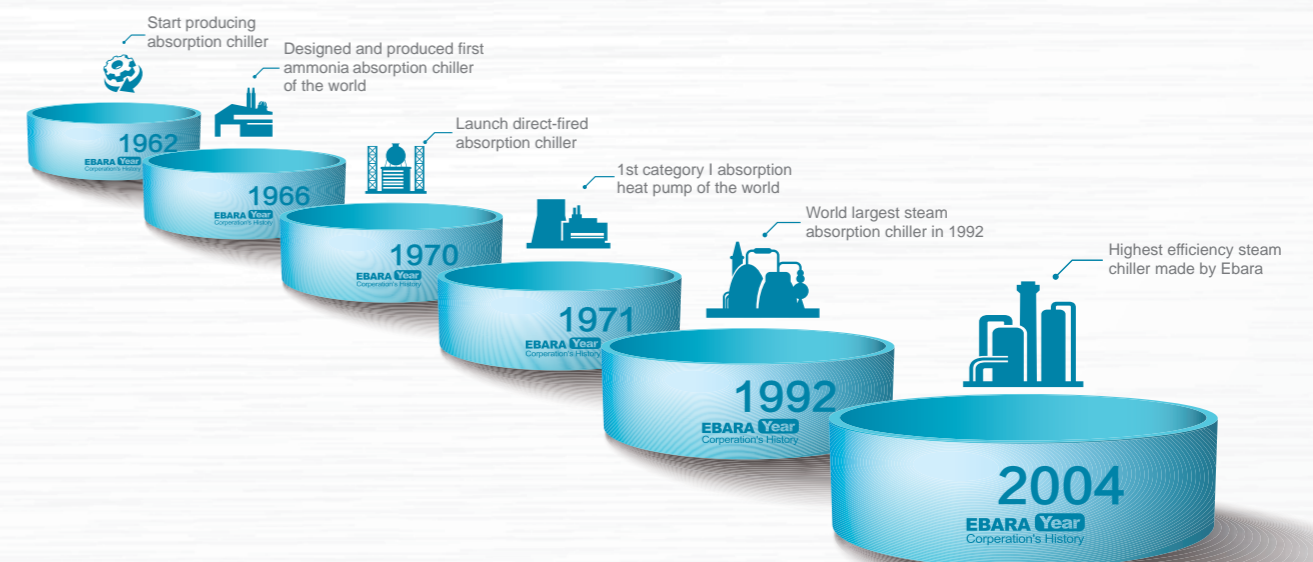 Start producing
absorption chiller
1962
EBARA Year
Corperation's History
Designed and produced first
ammonia absorption chiller
of the world
1966
EBARA Year
Corperation's History
Launch direct-fired
absorption chiller
1970
EBARA Year
Corperation's History
1st category I absorption
heat pump of the world
1971
EBARA Year
Corperation's History
World largest steam
absorption chiller in 1992
1992
EBARA Year
Corperation's History
Highest efficiency steam
chiller made by Ebara
2004
EBARA Year
Corperation's History